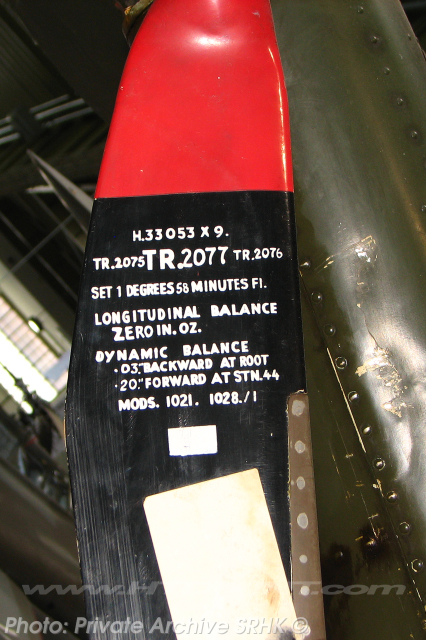 H.33053 X 9.
TR.2075 TR.2077 TR.2076
SET 1 DEGREES 58 MINUTES FI.
LONGITUDINAL BALANCE
ZERO IN. OZ.
DYNAMIC BALANCE
·03."BACKWARD AT ROOT
·20."FORWARD AT STN.44
MODS. 1021. 1028./1
Photo: Private Archive SRHK ©